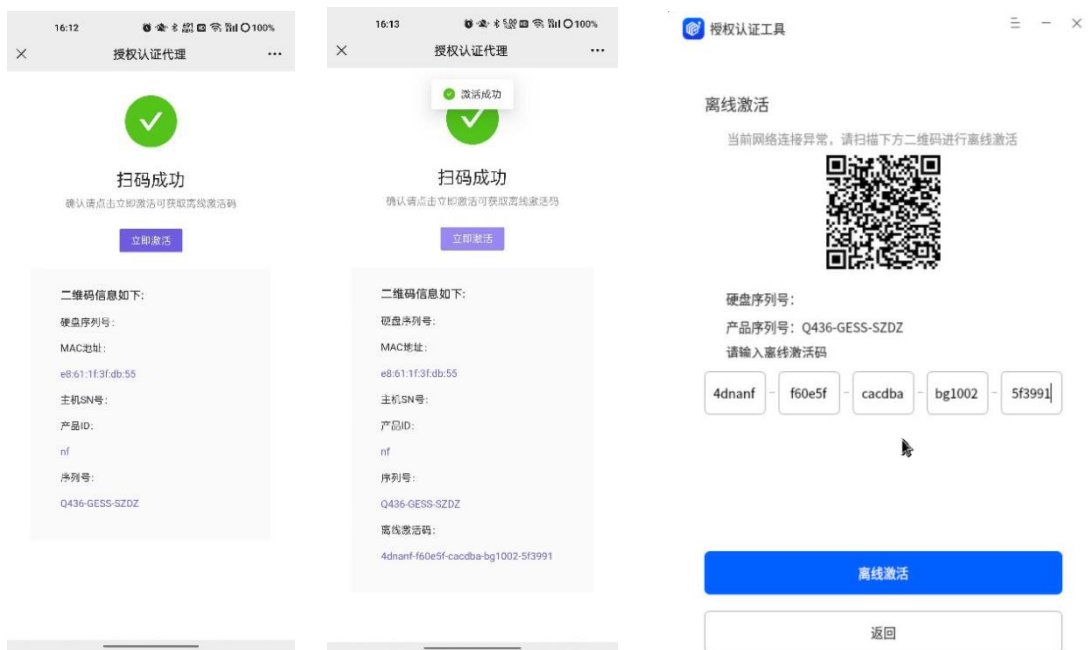 16:12
100%
授权认证代理
扫码成功
确认请点击立即激活可获取离线激活码
立即激活
二维码信息如下:
硬盘序列号:
MAC地址:
e8:61:1f:3f:db:55
主机SN号:
产品ID:
nf
序列号:
Q436-GESS-SZDZ
16:13
100%
授权认证代理
激活成功
扫码成功
确认请点击立即激活可获取离线激活码
立即激活
二维码信息如下:
硬盘序列号:
MAC地址:
e8:61:1f:3f:db:55
主机SN号:
产品ID:
nf
序列号:
Q436-GESS-SZDZ
离线激活码:
4dnanf-f60e5f-cacdba-bg1002-5f3991
授权认证工具
离线激活
当前网络连接异常，请扫描下方二维码进行离线激活
硬盘序列号:
产品序列号: Q436-GESS-SZDZ
请输入离线激活码
4dnanf - f60e5f - cacdba - bg1002 - 5f3991
离线激活
返回